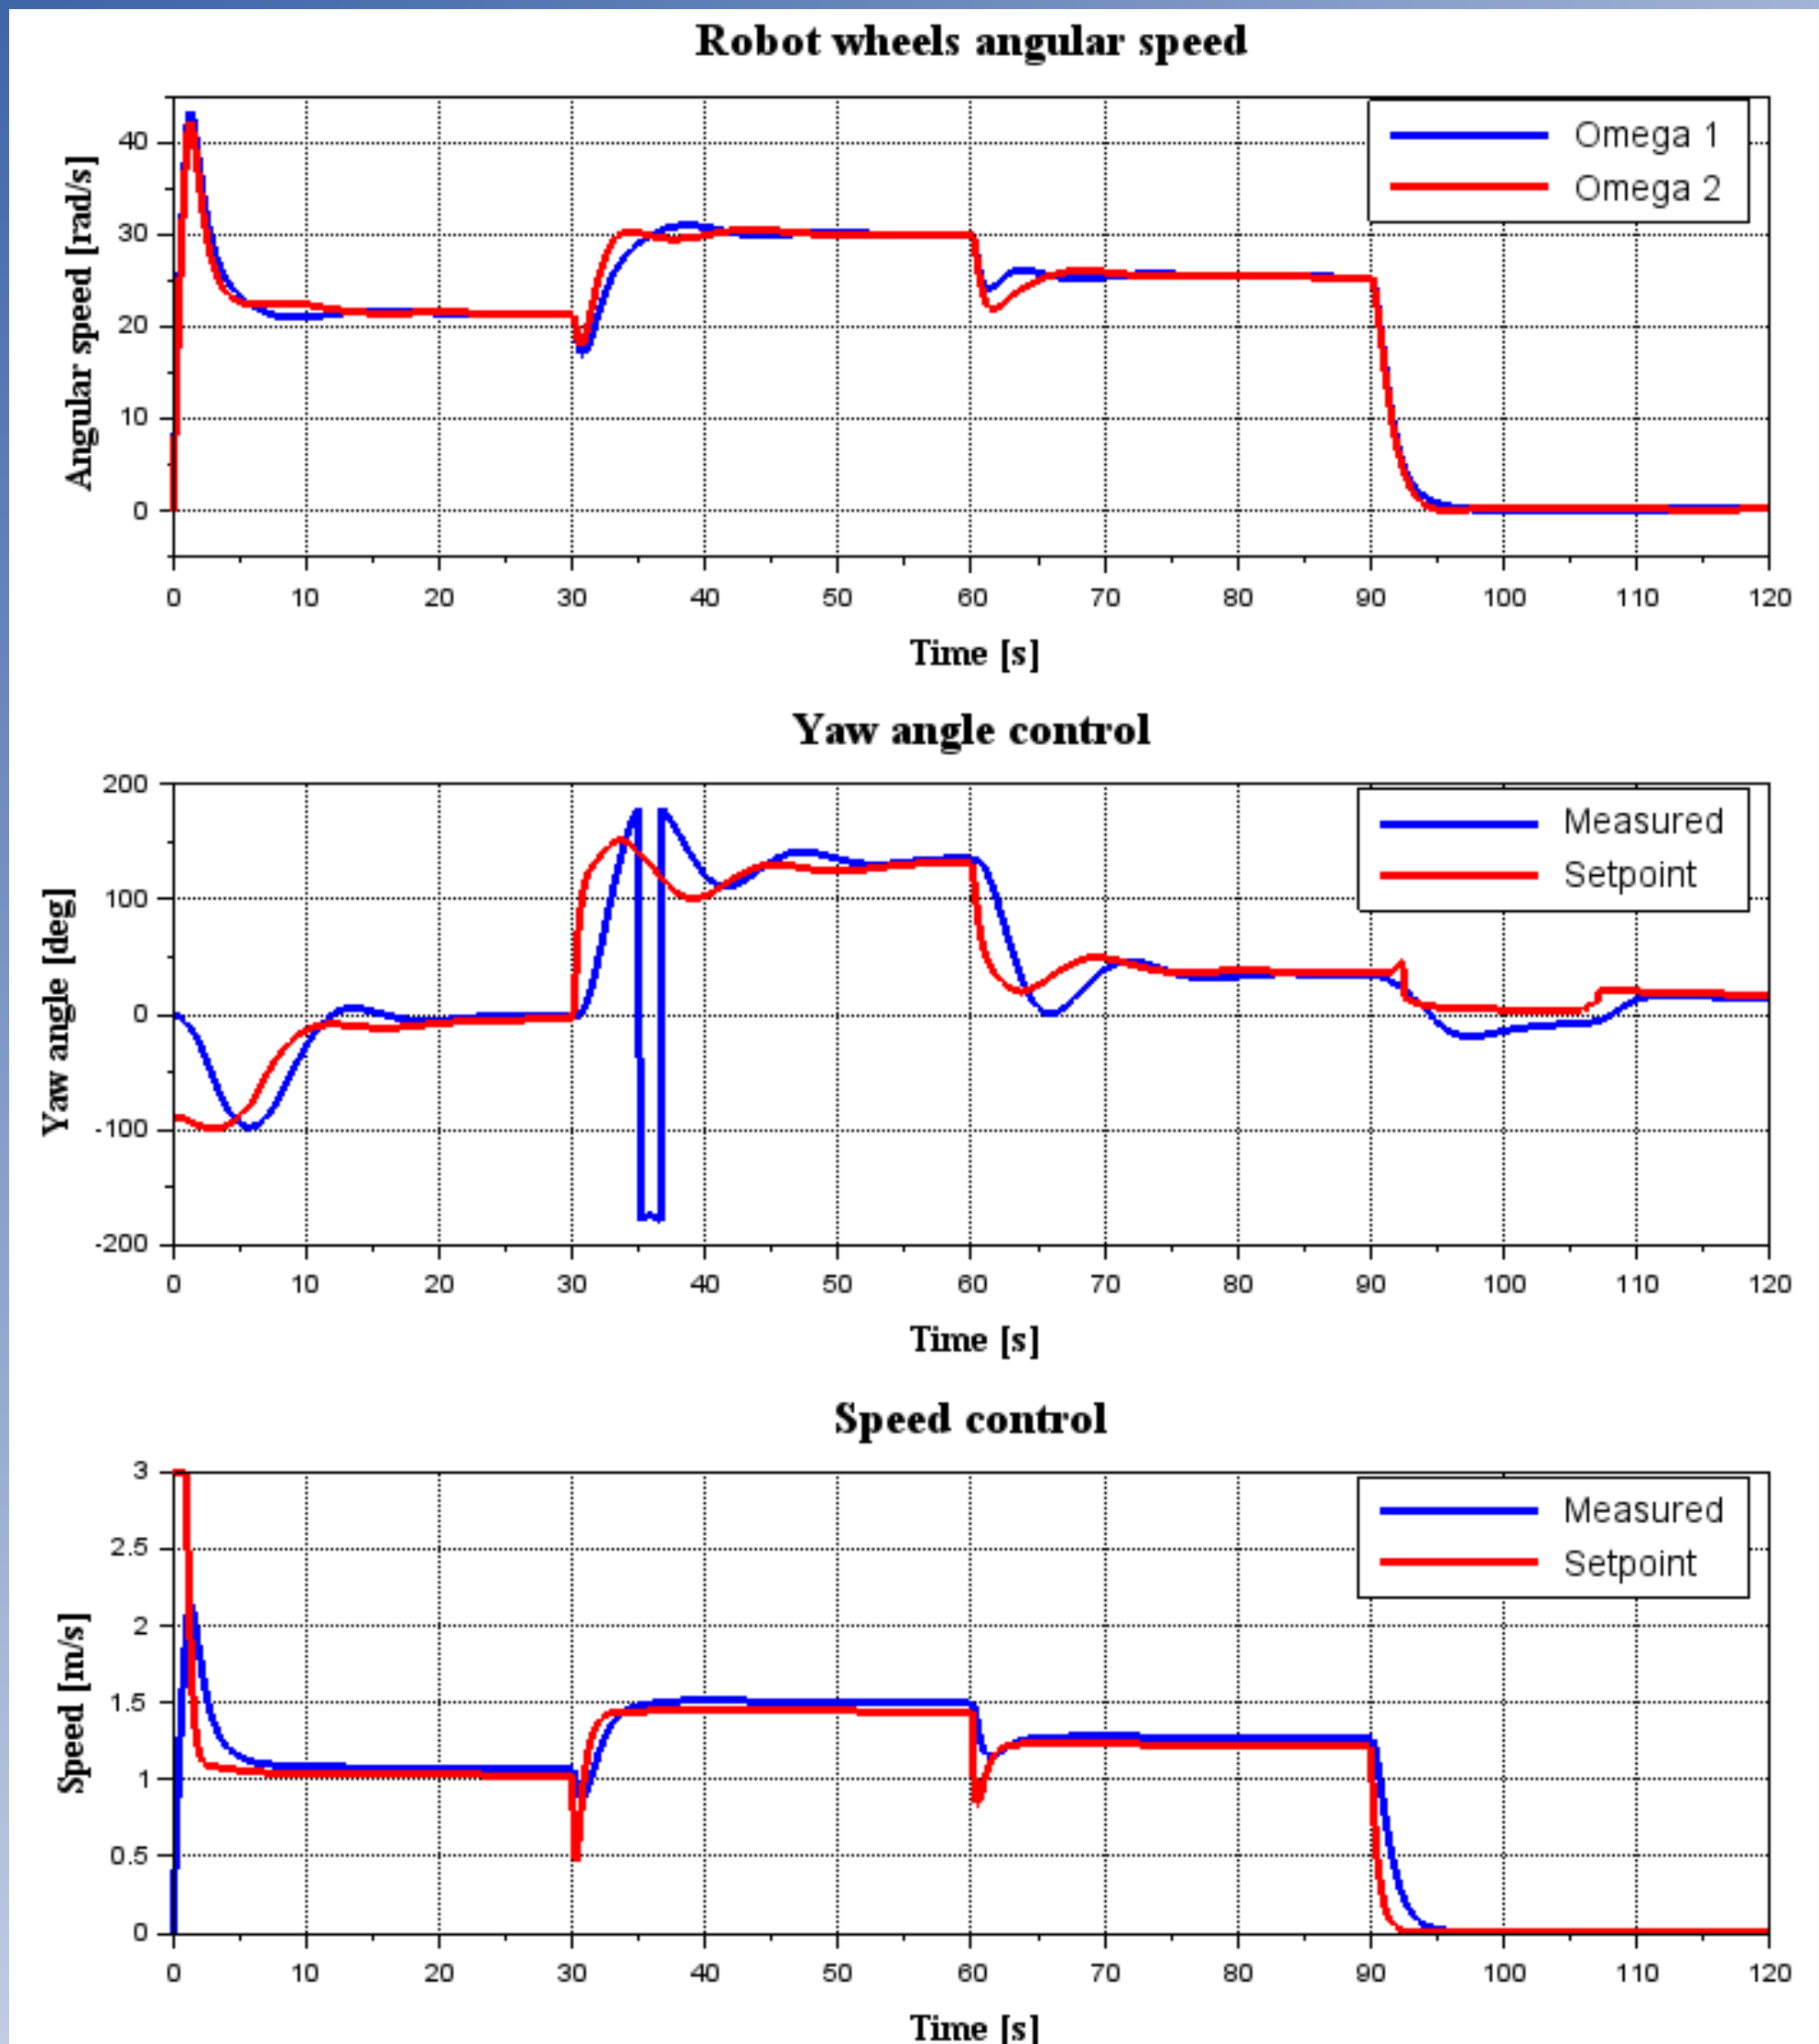 Robot wheels angular speed
Angular speed [rad/s]
40
30
20
10
0
Omega 1
Omega 2
0 10 20 30 40 50 60 70 80 90 100 110 120
Time [s]
Yaw angle control
Yaw angle [deg]
200
100
0
-100
-200
Measured
Setpoint
0 10 20 30 40 50 60 70 80 90 100 110 120
Time [s]
Speed control
Speed [m/s]
3
2.5
2
1.5
1
0.5
0
Measured
Setpoint
0 10 20 30 40 50 60 70 80 90 100 110 120
Time [s]